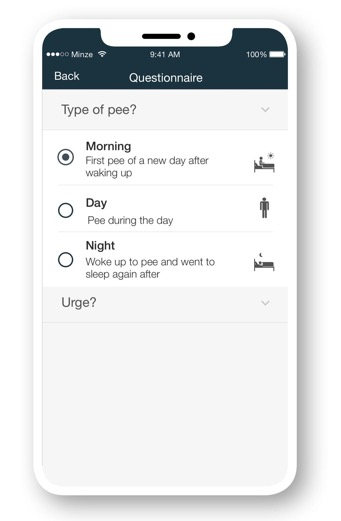 Minze 9:41 AM 100%
Back Questionnaire
Type of pee?
Morning
First pee of a new day after
waking up
Day
Pee during the day
Night
Woke up to pee and went to
sleep again after
Urge?